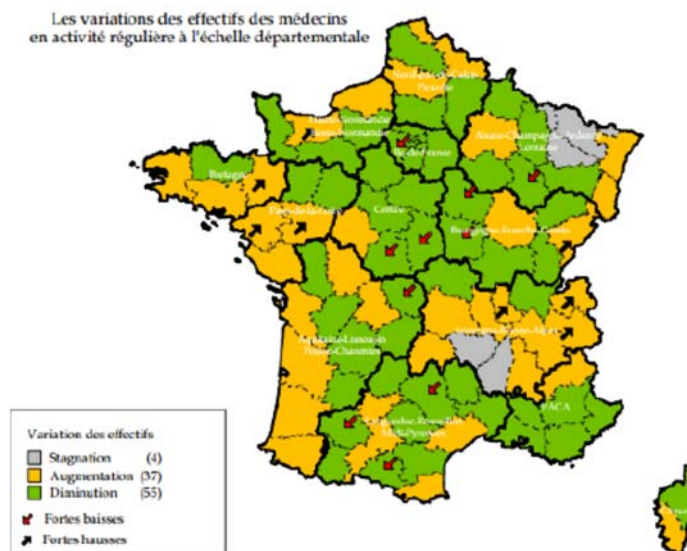 Les variations des effectifs des médecins
en activité régulière à l'échelle départementale
Nord-pas-de-Calais
Picardie
Haute-Normandie
Basse-Normandie
Ile-de-France
Alsace-Champagne-Ardenne
Lorraine
Bretagne
Pays-de-la-Loire
Centre
Bourgogne-Franche-Comté
Aquitaine-Limousin
Poitou-Charentes
Auvergne-Rhône-Alpes
Languedoc-Roussillon
Midi-Pyrénées
PACA
Variation des effectifs
Stagnation (4)
Augmentation (37)
Diminution (55)
Fortes baisses
Fortes hausses